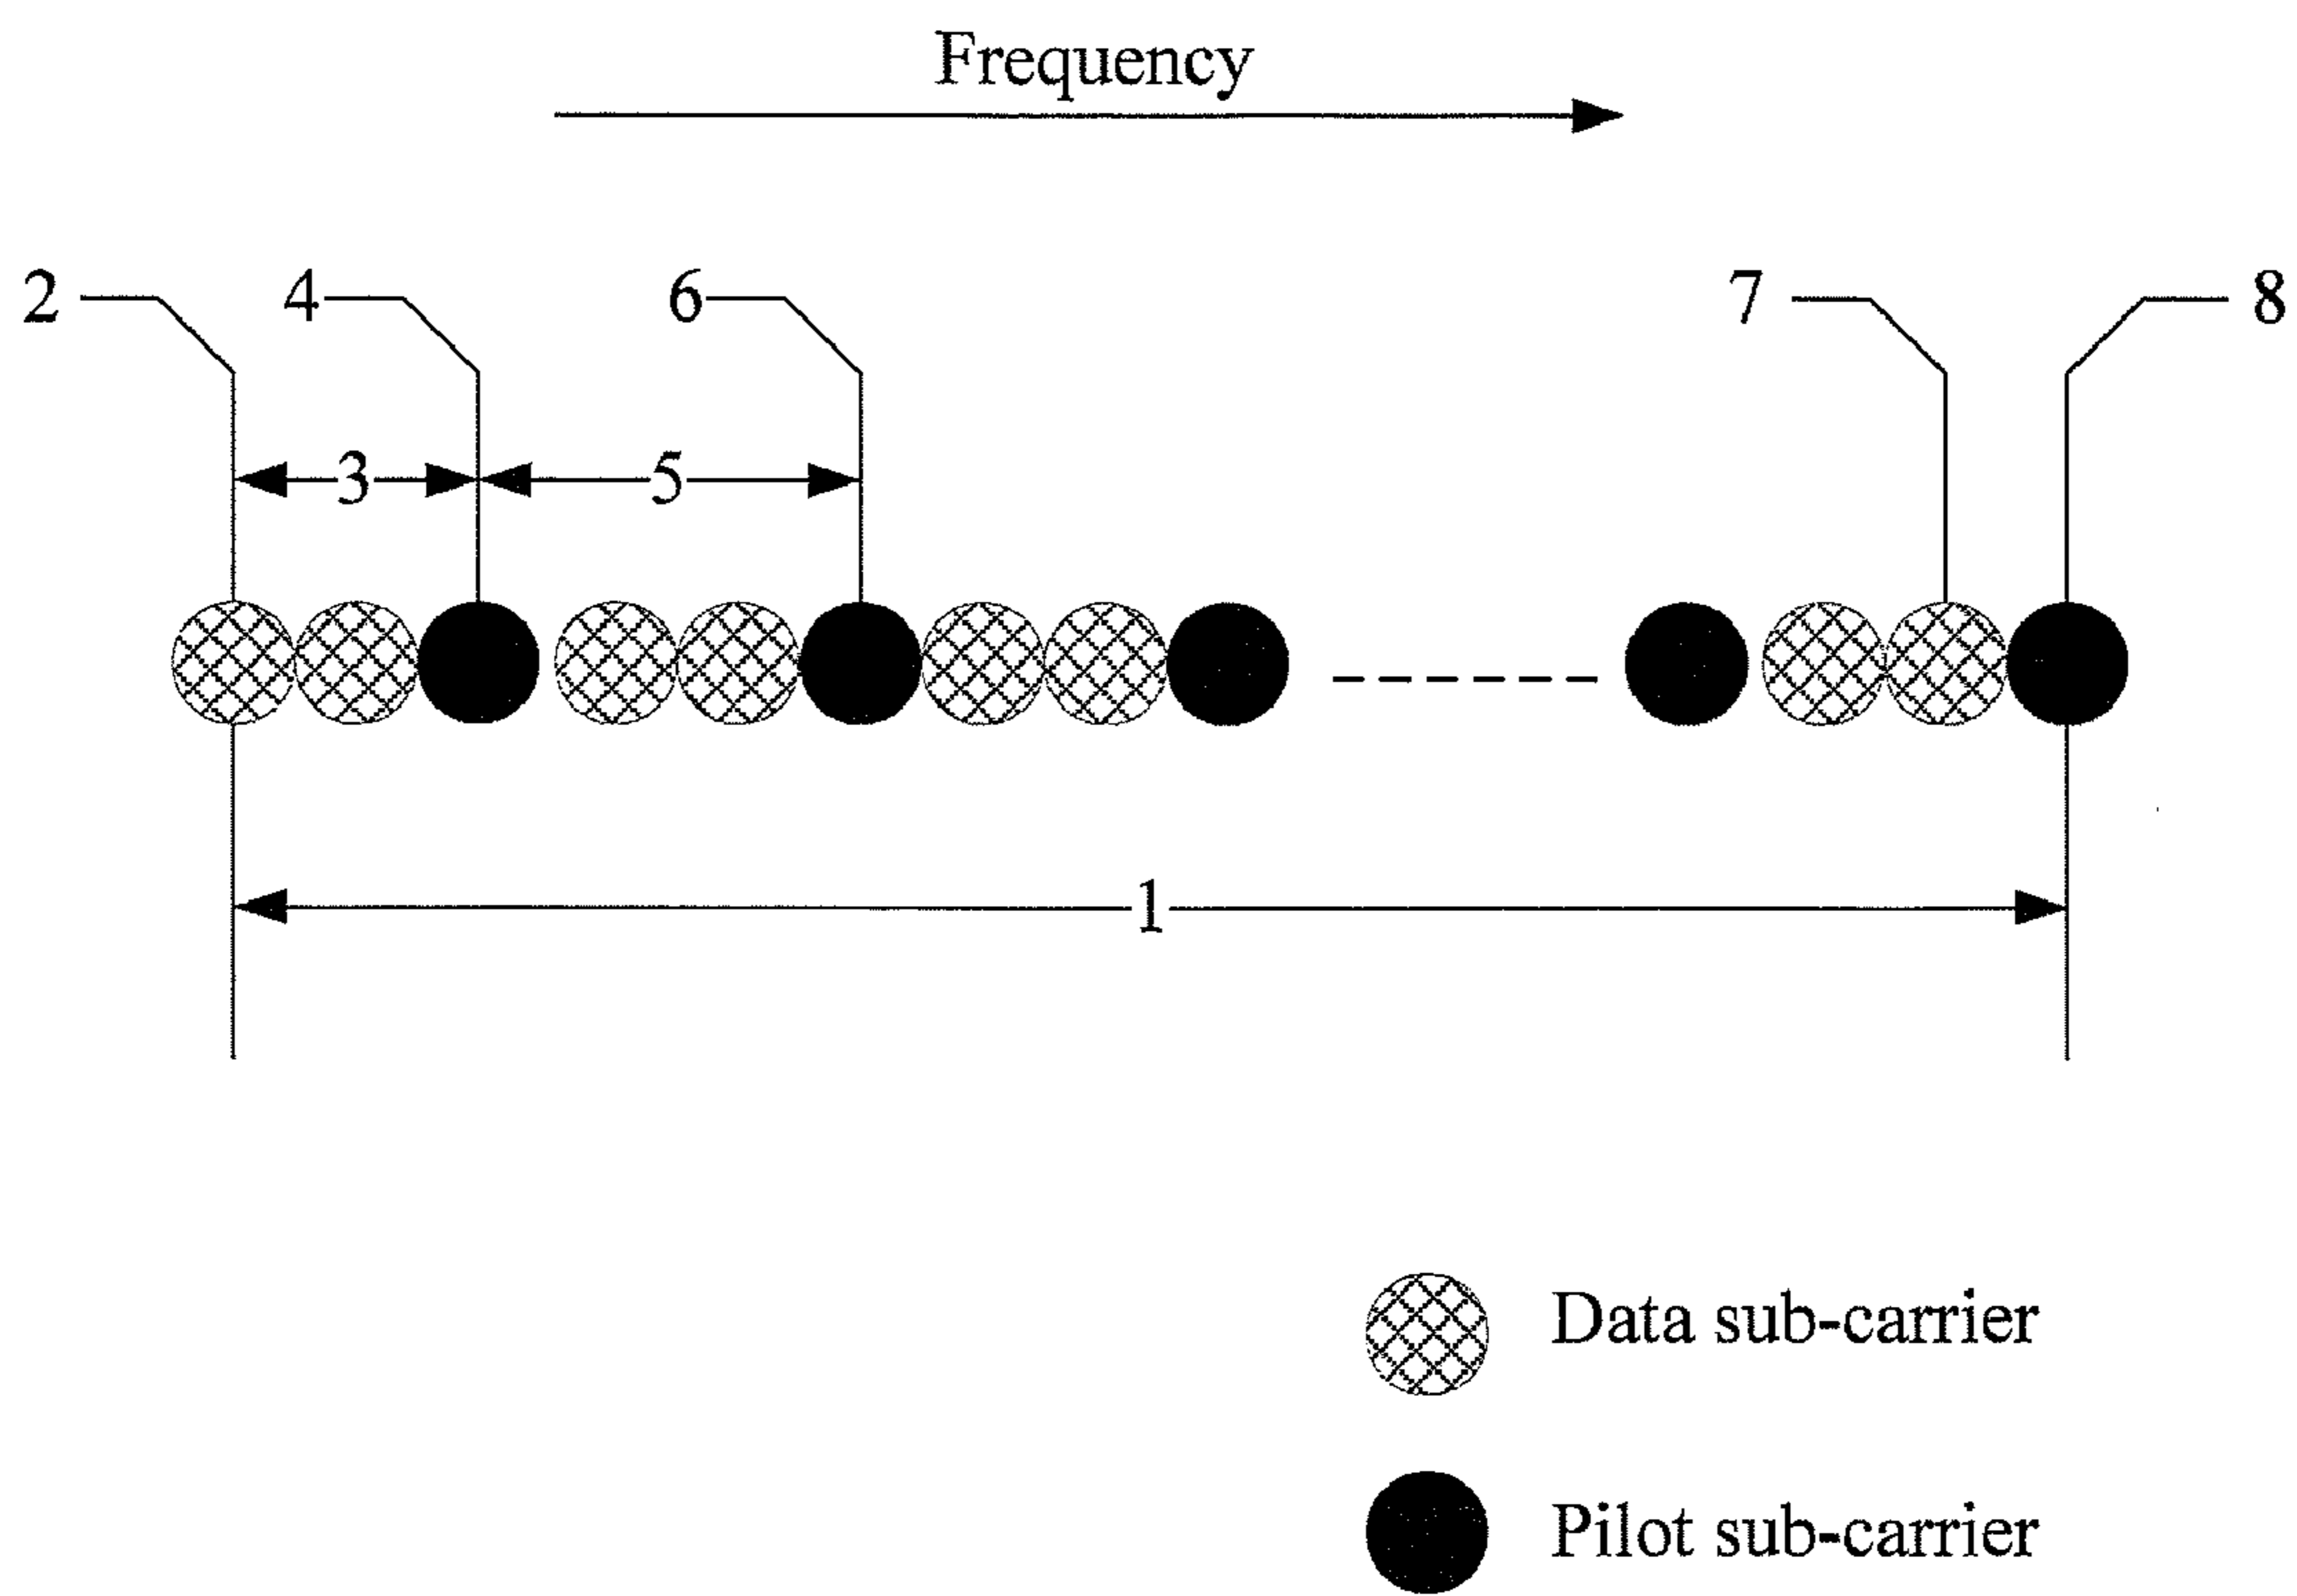 Frequency
2 4 6 7 8
3 5
1
Data sub-carrier
Pilot sub-carrier